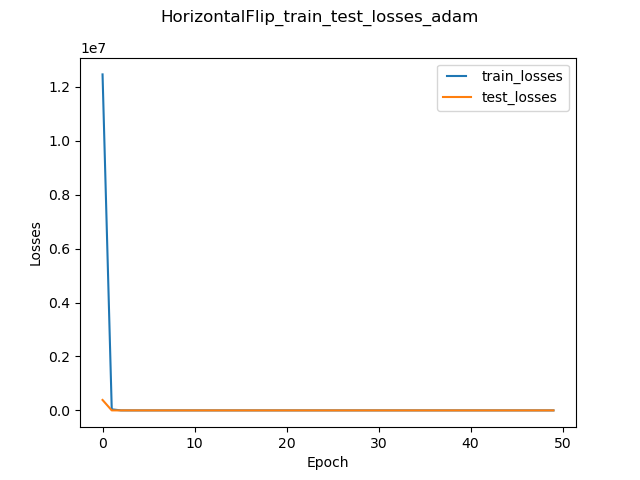 HorizontalFlip_train_test_losses_adam
1e7
1.2
1.0
0.8
0.6
0.4
0.2
0.0
Losses
train_losses
test_losses
0 10 20 30 40 50
Epoch